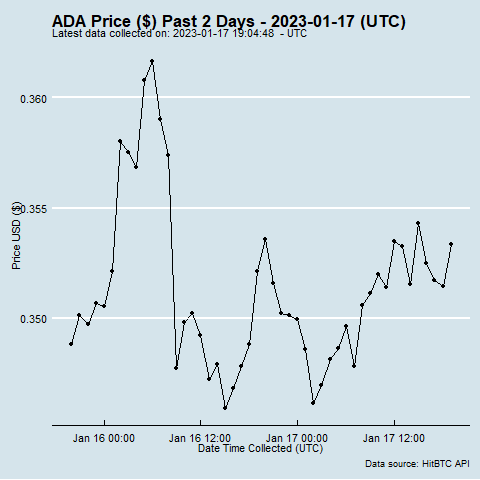 ADA Price ($) Past 2 Days - 2023-01-17 (UTC)
Latest data collected on: 2023-01-17 19:04:48 - UTC
0.360
0.355
0.350
Price USD ($)
Jan 16 00:00 Jan 16 12:00 Jan 17 00:00 Jan 17 12:00
Date Time Collected (UTC)
Data source: HitBTC API